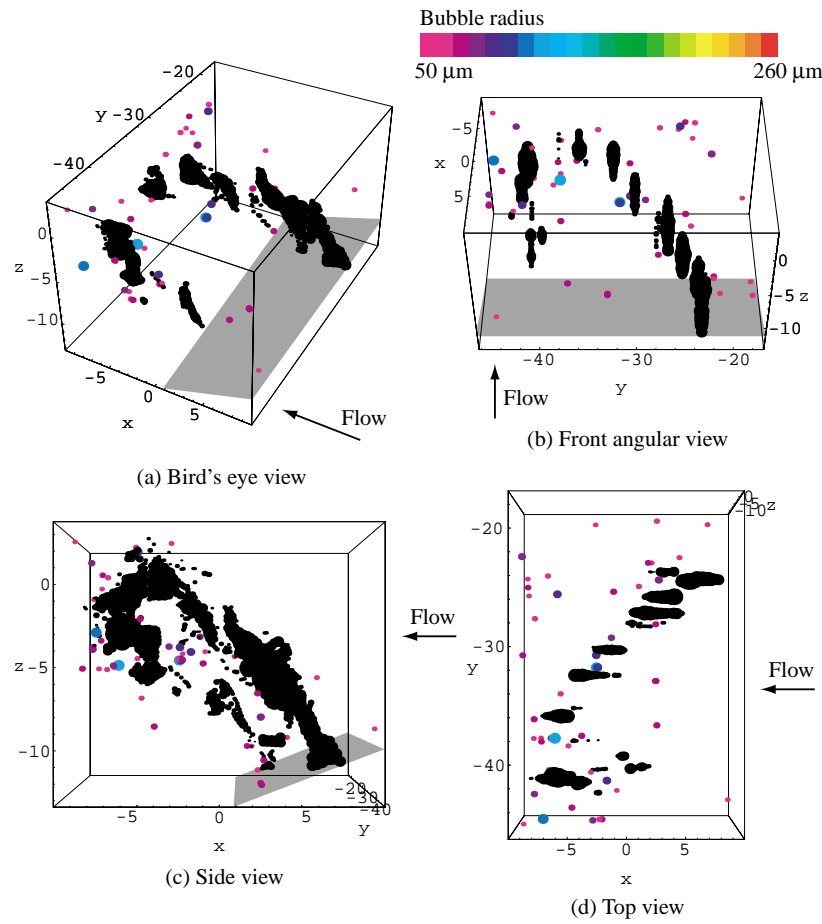 Bubble radius
50 μm 260 μm
-20
y -30
-40
0
z -5
-10
-5
0
5
x
Flow
(a) Bird's eye view
-5
x 0
5
0
-5 z
-10
-40 -30 -20
y
Flow
(b) Front angular view
0
z -5
-10
-5 0 5
x
-20
-30
-40
y
Flow
(c) Side view
0
-5 z
-10
-20
-30
y
-40
-5 0 5
x
Flow
(d) Top view